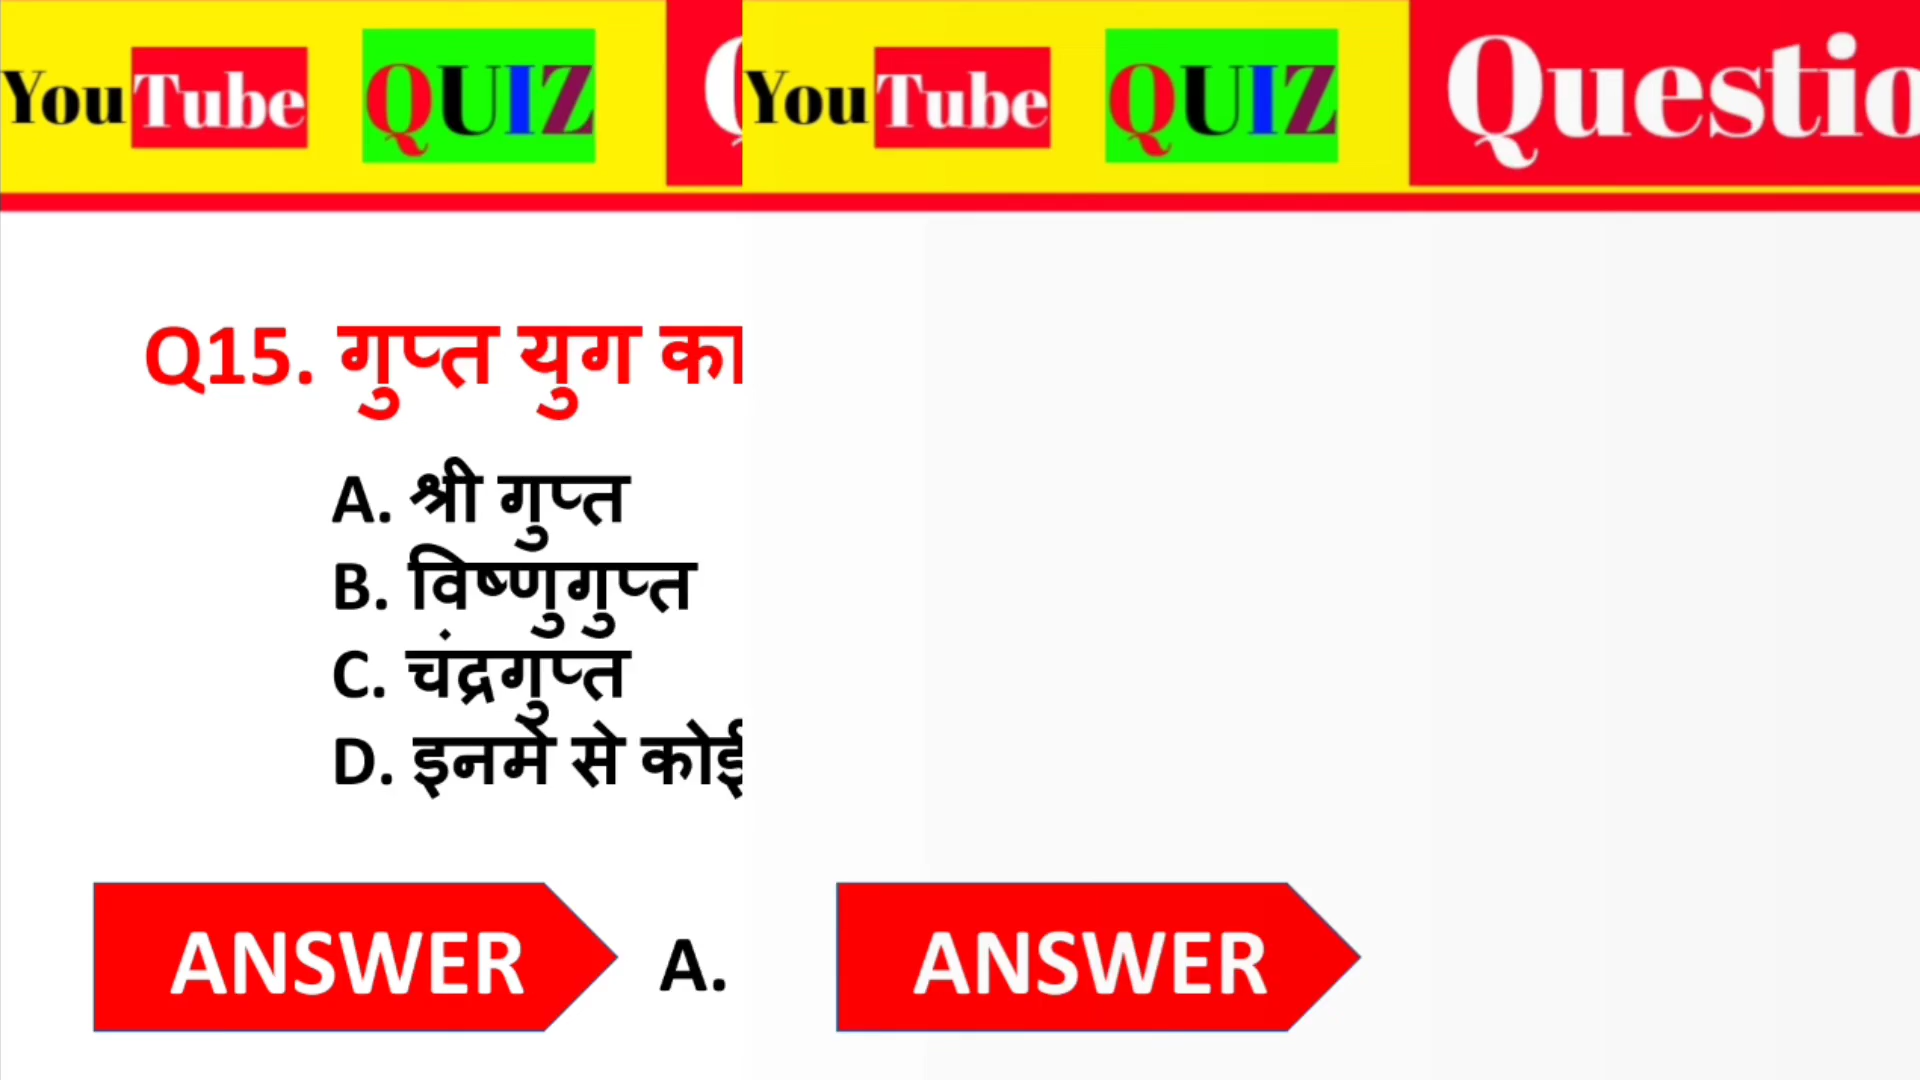 YouTube QUIZ YouTube QUIZ Questio
Q15. गुप्त युग का
A. श्री गुप्त
B. विष्णुगुप्त
C. चंद्रगुप्त
D. इनमें से कोई
ANSWER A. ANSWER